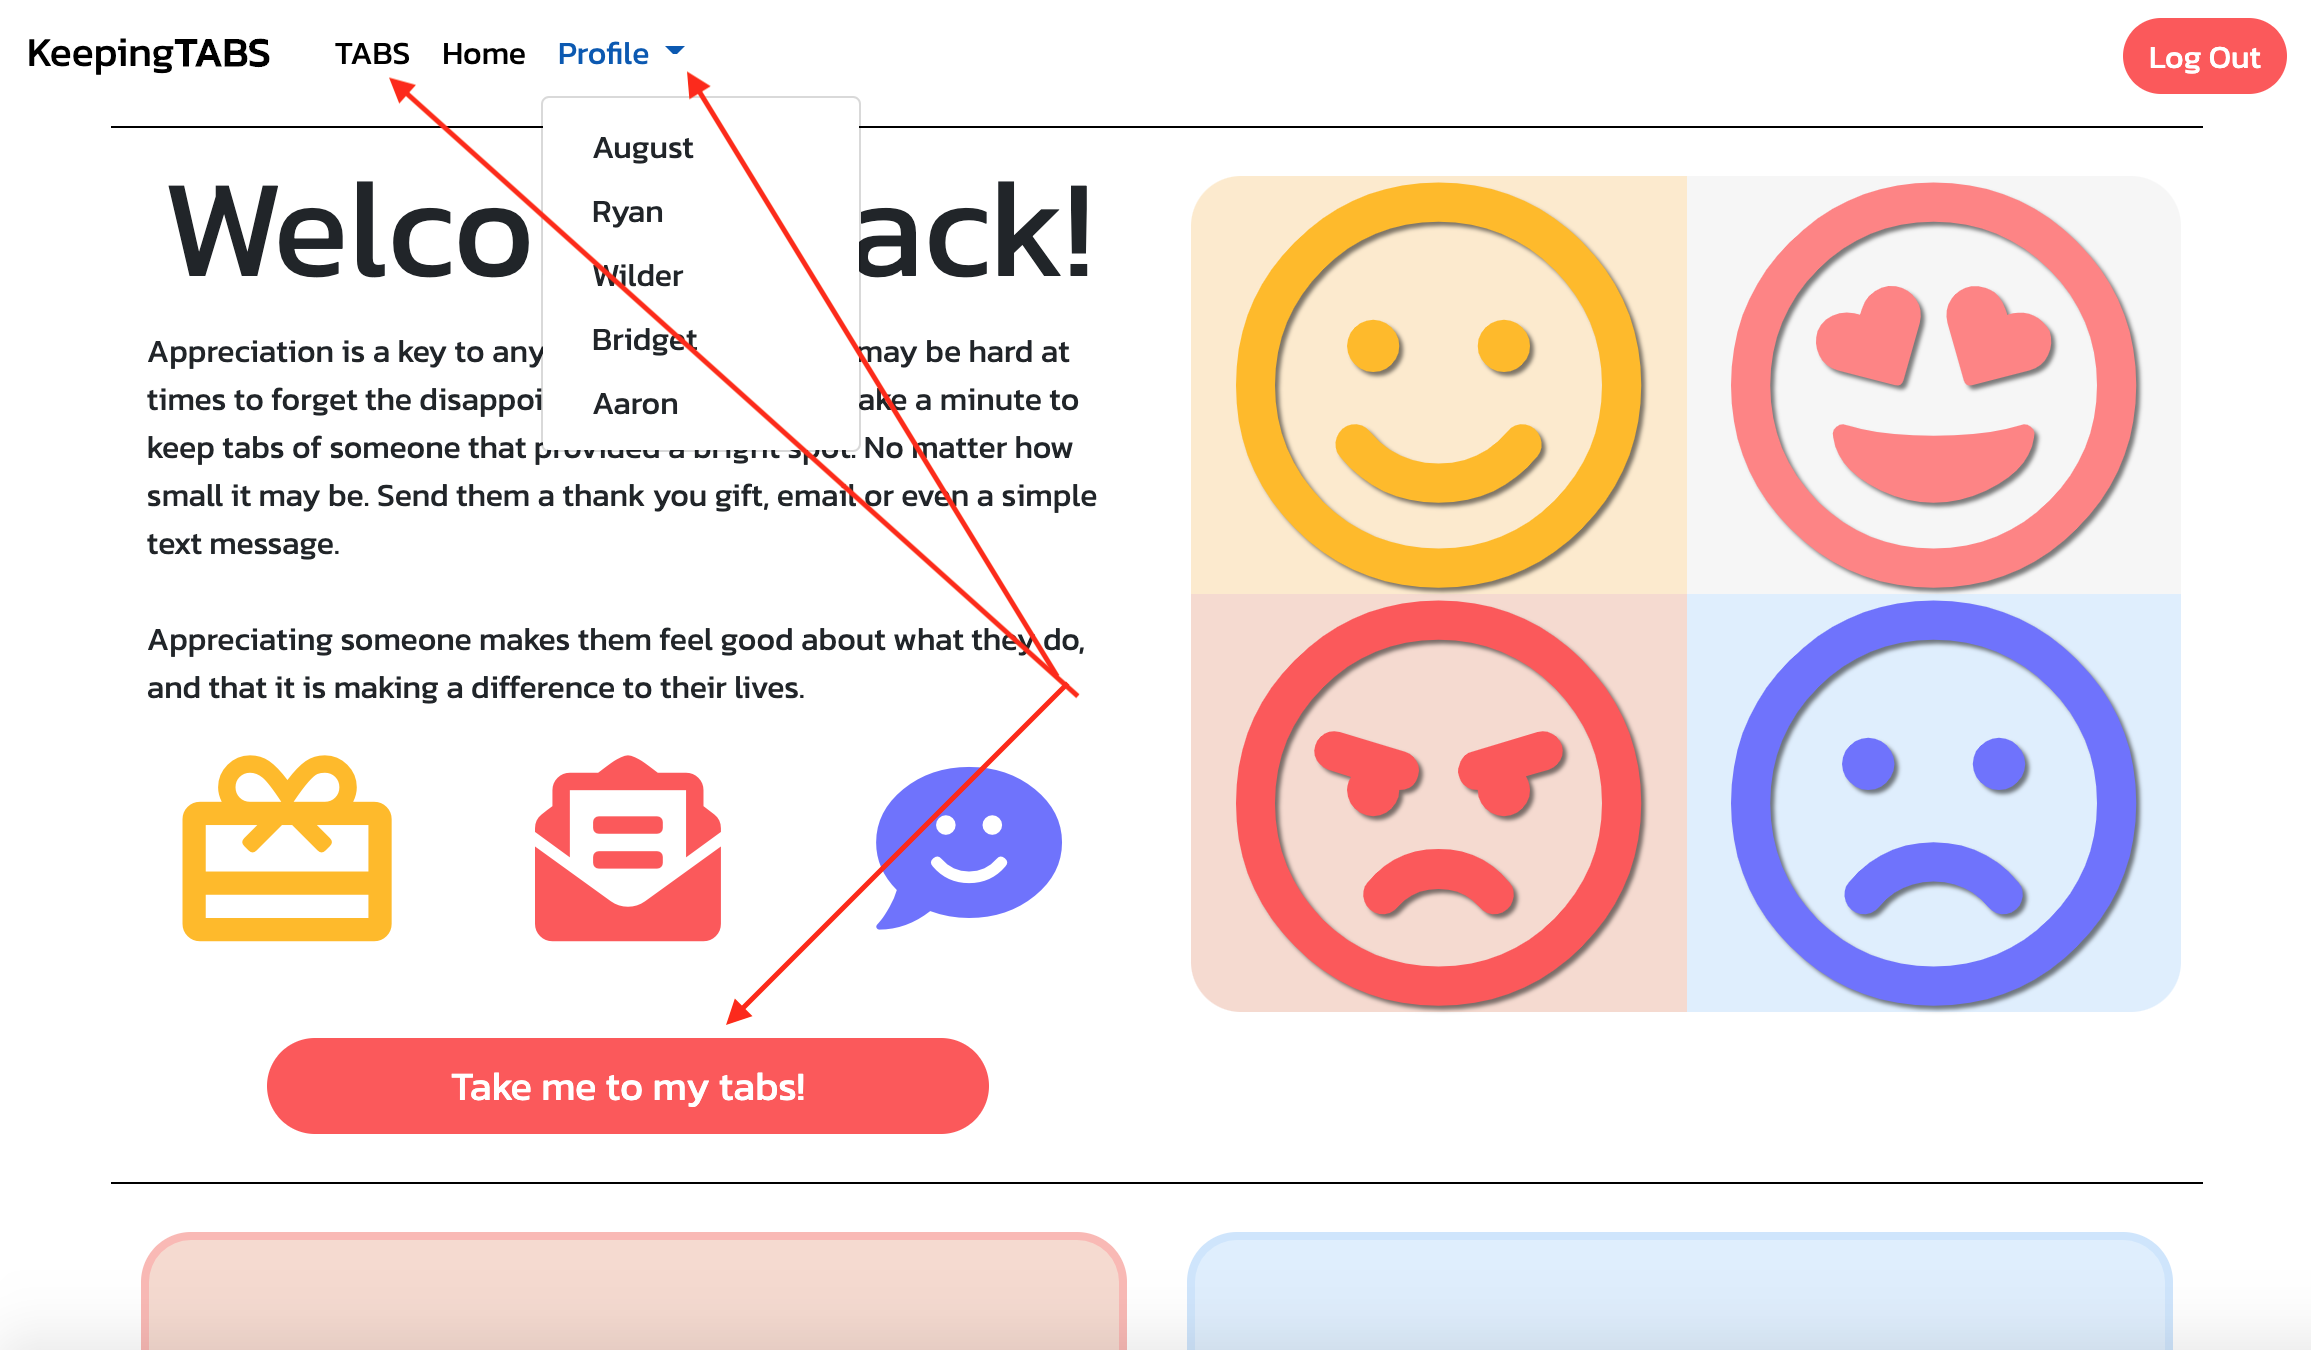 KeepingTABS TABS Home Profile Log Out
August
Ryan
Wilder
Bridget
Aaron
Welco ack!
Appreciation is a key to any may be hard at
times to forget the disappoi ake a minute to
keep tabs of someone that provided a bright spot. No matter how
small it may be. Send them a thank you gift, email or even a simple
text message.
Appreciating someone makes them feel good about what they do,
and that it is making a difference to their lives.
Take me to my tabs!